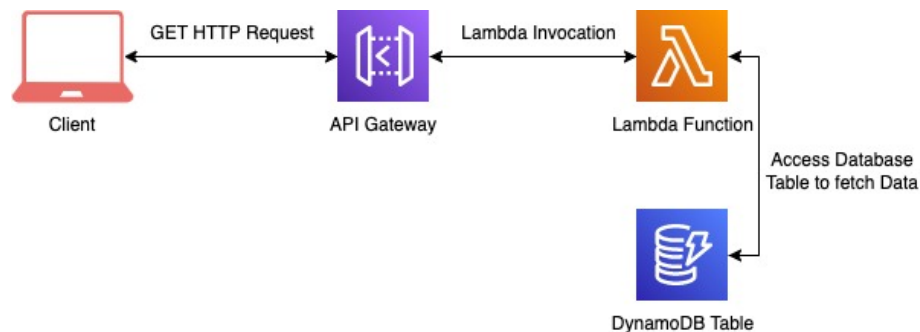 GET HTTP Request
Lambda Invocation
Client
API Gateway
Lambda Function
Access Database
Table to fetch Data
DynamoDB Table